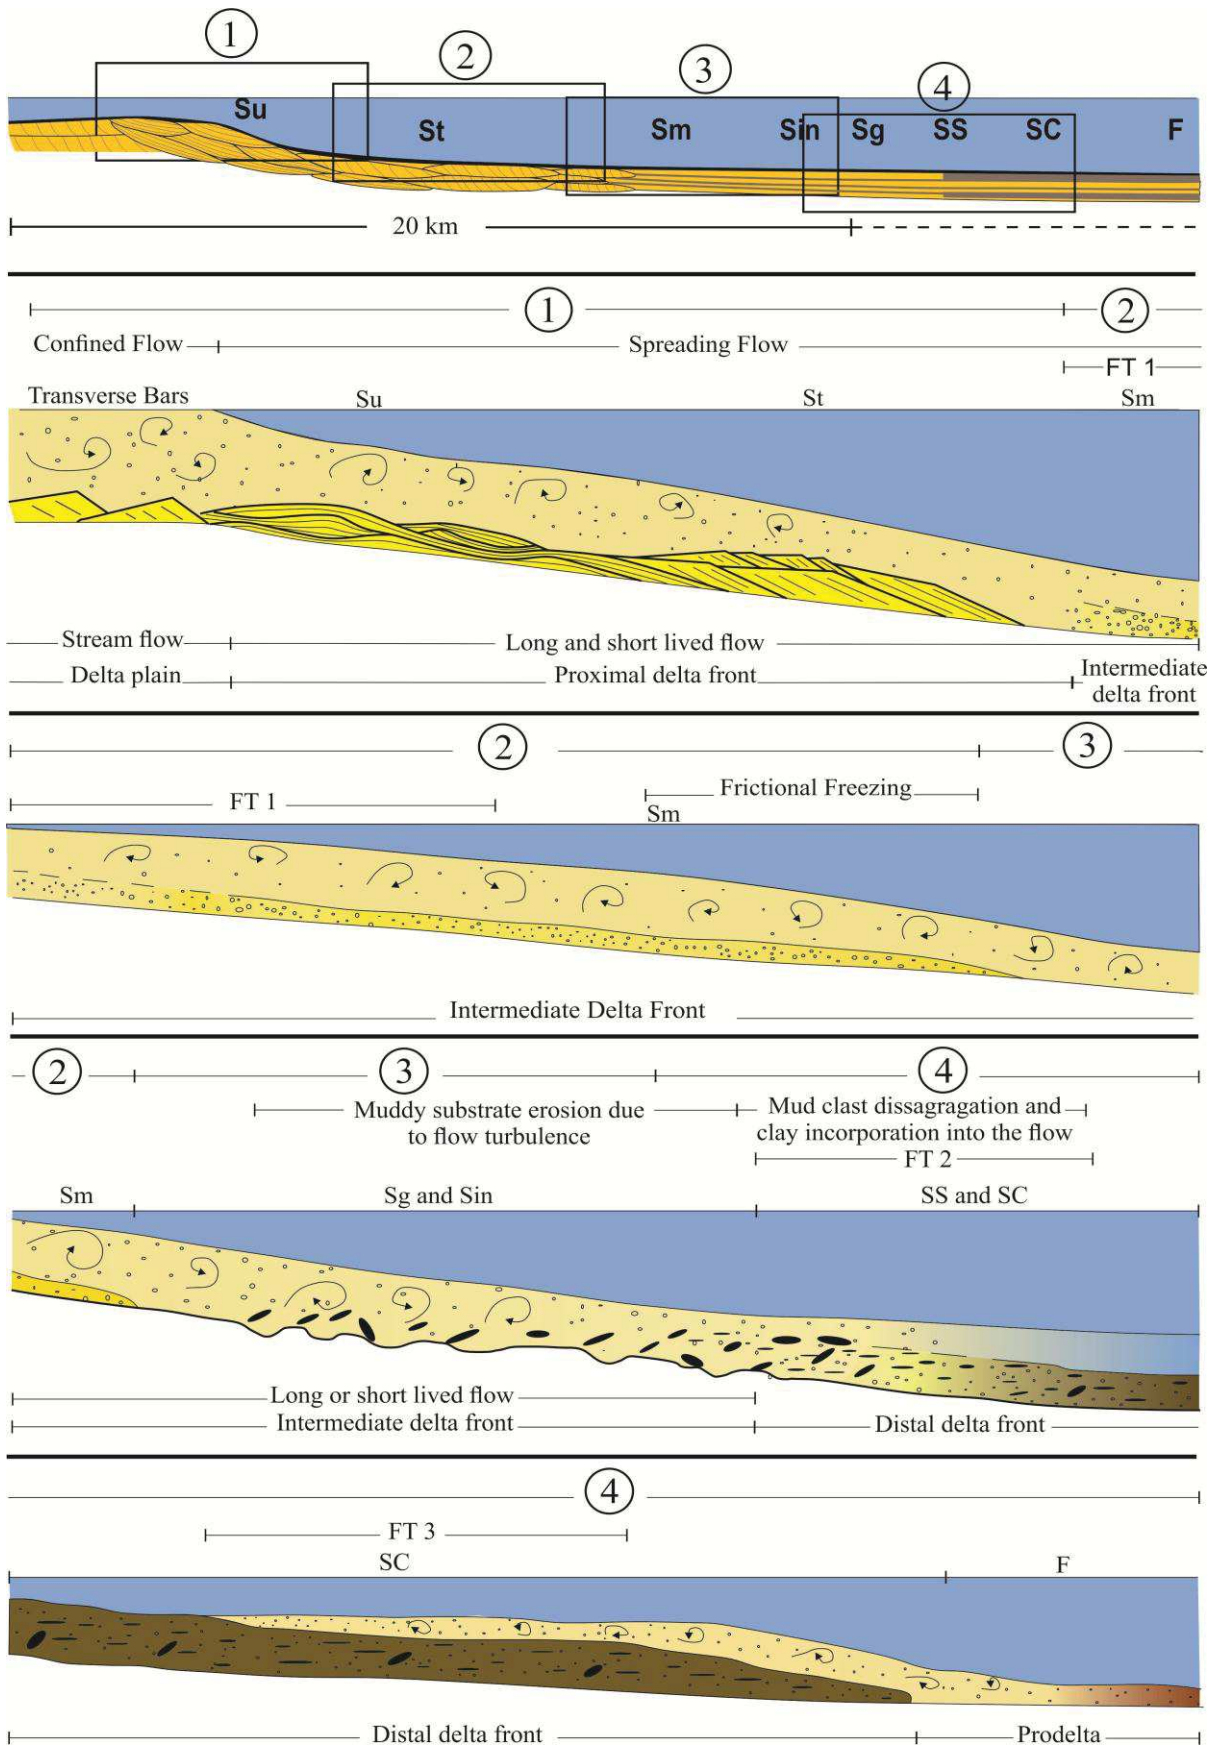 1
2
3
4
Su
St
Sm
Sin
Sg
SS
SC
F
20 km
1
2
Confined Flow
Spreading Flow
FT 1
Transverse Bars
Su
St
Sm
Stream flow
Long and short lived flow
Delta plain
Proximal delta front
Intermediate
delta front
2
3
FT 1
Frictional Freezing
Sm
Intermediate Delta Front
2
3
4
Muddy substrate erosion due
to flow turbulence
Mud clast dissagragation and
clay incorporation into the flow
FT 2
Sm
Sg and Sin
SS and SC
Long or short lived flow
Intermediate delta front
Distal delta front
4
FT 3
SC
F
Distal delta front
Prodelta